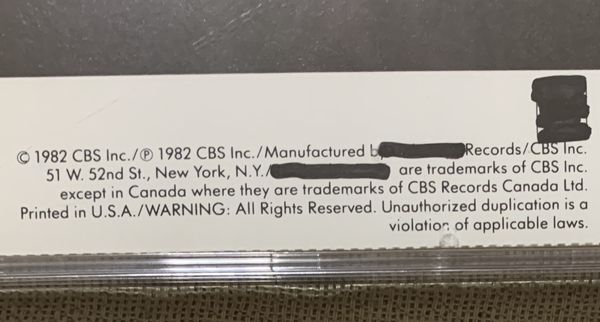 © 1982 CBS Inc./℗ 1982 CBS Inc./Manufactured Records/CBS Inc.
51 W. 52nd St., New York, N.Y./ are trademarks of CBS Inc.
except in Canada where they are trademarks of CBS Records Canada Ltd.
Printed in U.S.A./WARNING: All Rights Reserved. Unauthorized duplication is a
violation of applicable laws.